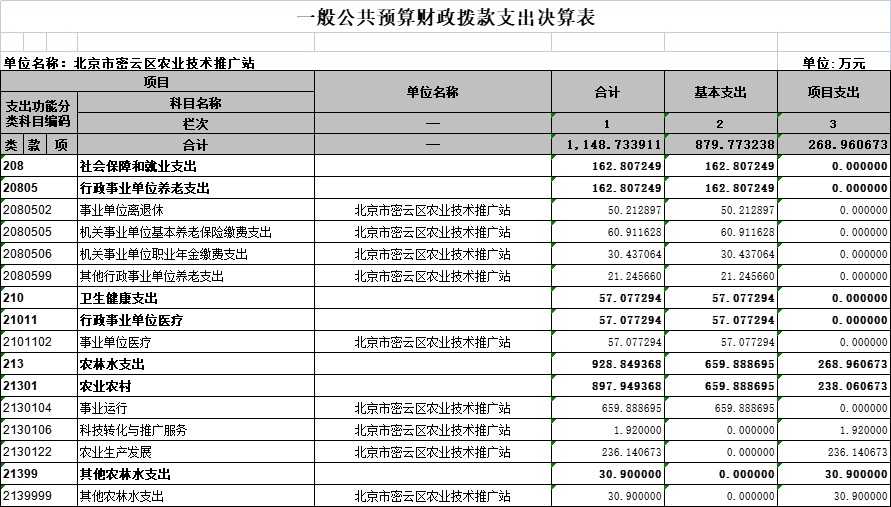 一般公共预算财政拨款支出决算表
单位名称：北京市密云区农业技术推广站 单位:万元
项目 单位名称 合计 基本支出 项目支出
支出功能分类科目编码 科目名称
栏次 — 1 2 3
类 款 项 合计 — 1,148.733911 879.773238 268.960673
208 社会保障和就业支出 162.807249 162.807249 0.000000
20805 行政事业单位养老支出 162.807249 162.807249 0.000000
2080502 事业单位离退休 北京市密云区农业技术推广站 50.212897 50.212897 0.000000
2080505 机关事业单位基本养老保险缴费支出 北京市密云区农业技术推广站 60.911628 60.911628 0.000000
2080506 机关事业单位职业年金缴费支出 北京市密云区农业技术推广站 30.437064 30.437064 0.000000
2080599 其他行政事业单位养老支出 北京市密云区农业技术推广站 21.245660 21.245660 0.000000
210 卫生健康支出 57.077294 57.077294 0.000000
21011 行政事业单位医疗 57.077294 57.077294 0.000000
2101102 事业单位医疗 北京市密云区农业技术推广站 57.077294 57.077294 0.000000
213 农林水支出 928.849368 659.888695 268.960673
21301 农业农村 897.949368 659.888695 238.060673
2130104 事业运行 北京市密云区农业技术推广站 659.888695 659.888695 0.000000
2130106 科技转化与推广服务 北京市密云区农业技术推广站 1.920000 0.000000 1.920000
2130122 农业生产发展 北京市密云区农业技术推广站 236.140673 0.000000 236.140673
21399 其他农林水支出 30.900000 0.000000 30.900000
2139999 其他农林水支出 北京市密云区农业技术推广站 30.900000 0.000000 30.900000